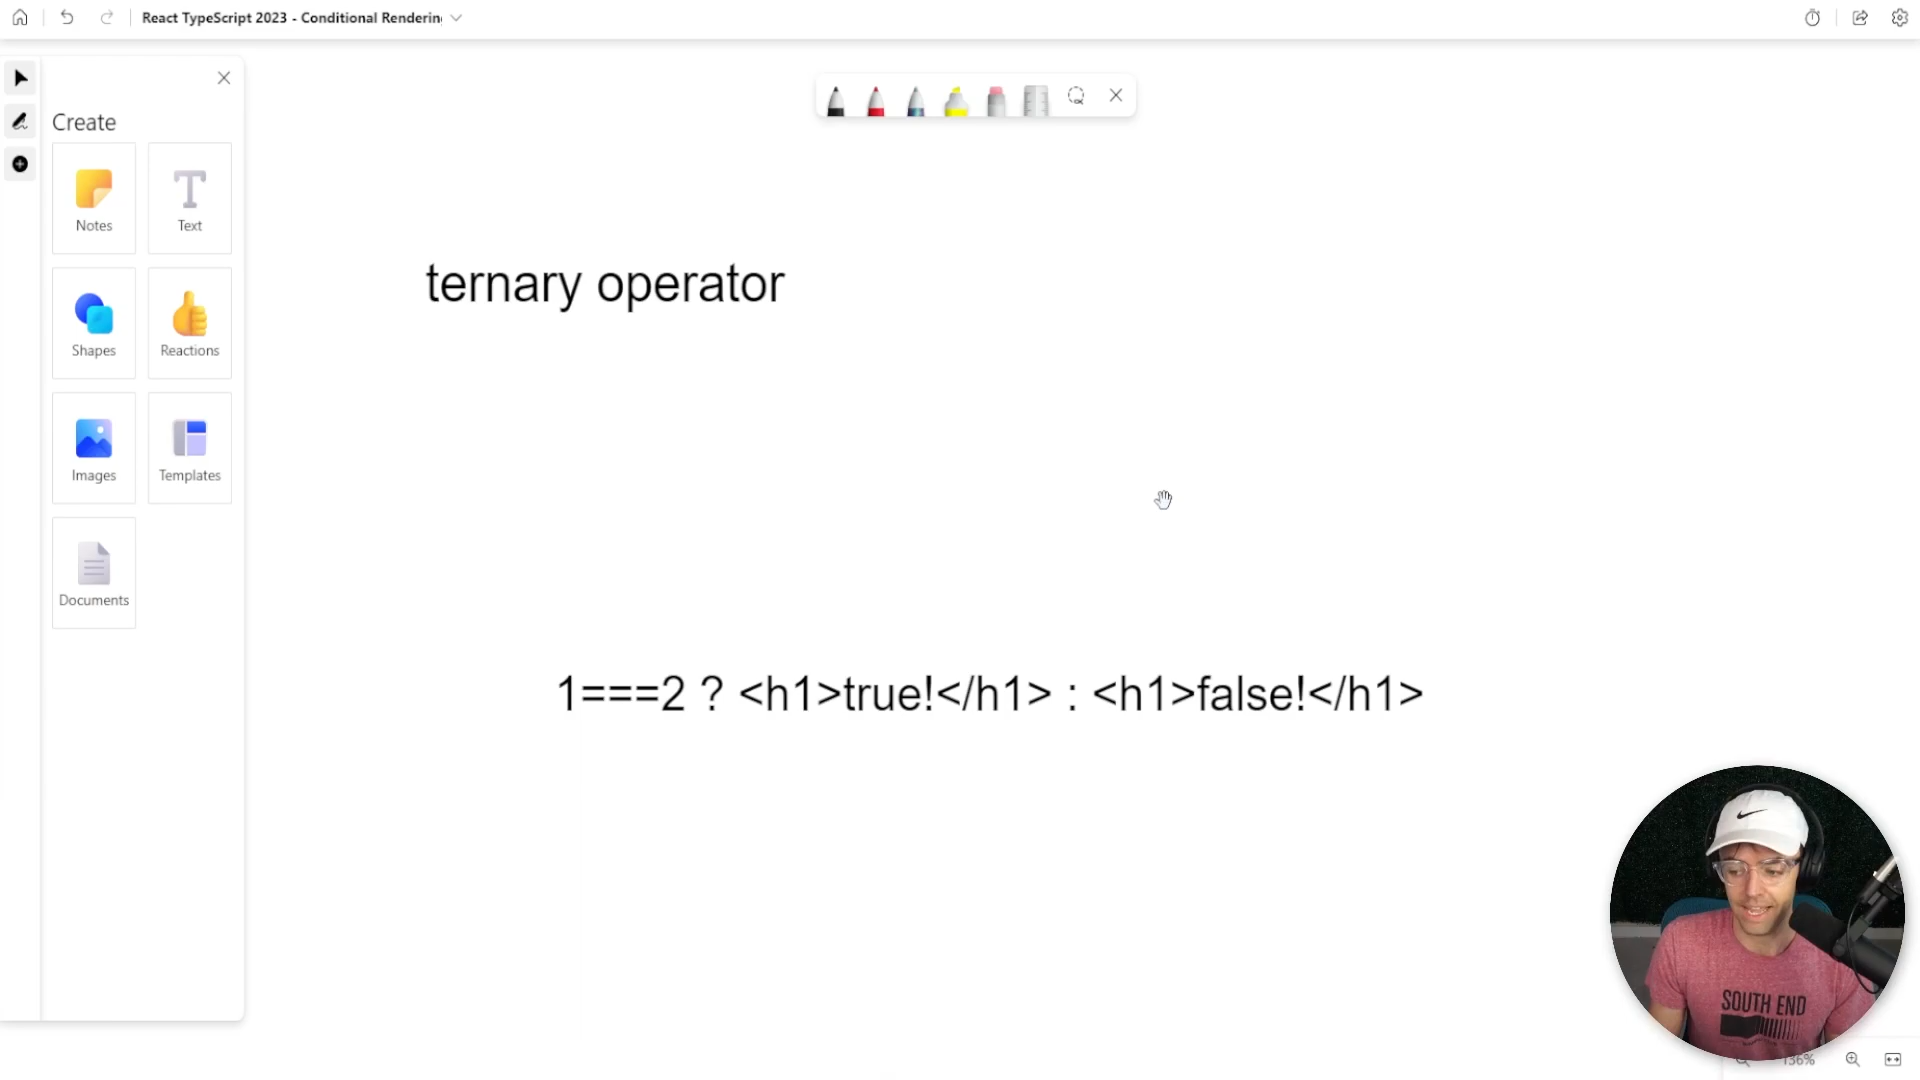 React TypeScript 2023 - Conditional Renderin
Create
Notes
Text
ternary operator
Shapes
Reactions
Images
Templates
Documents
1===2 ? <h1>true!</h1> : <h1>false!</h1>
SOUTH END
136%